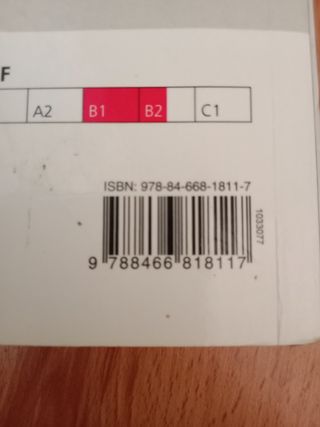 F
A2 B1 B2 C1
ISBN: 978-84-668-1811-7
1033077
9 788466 818117